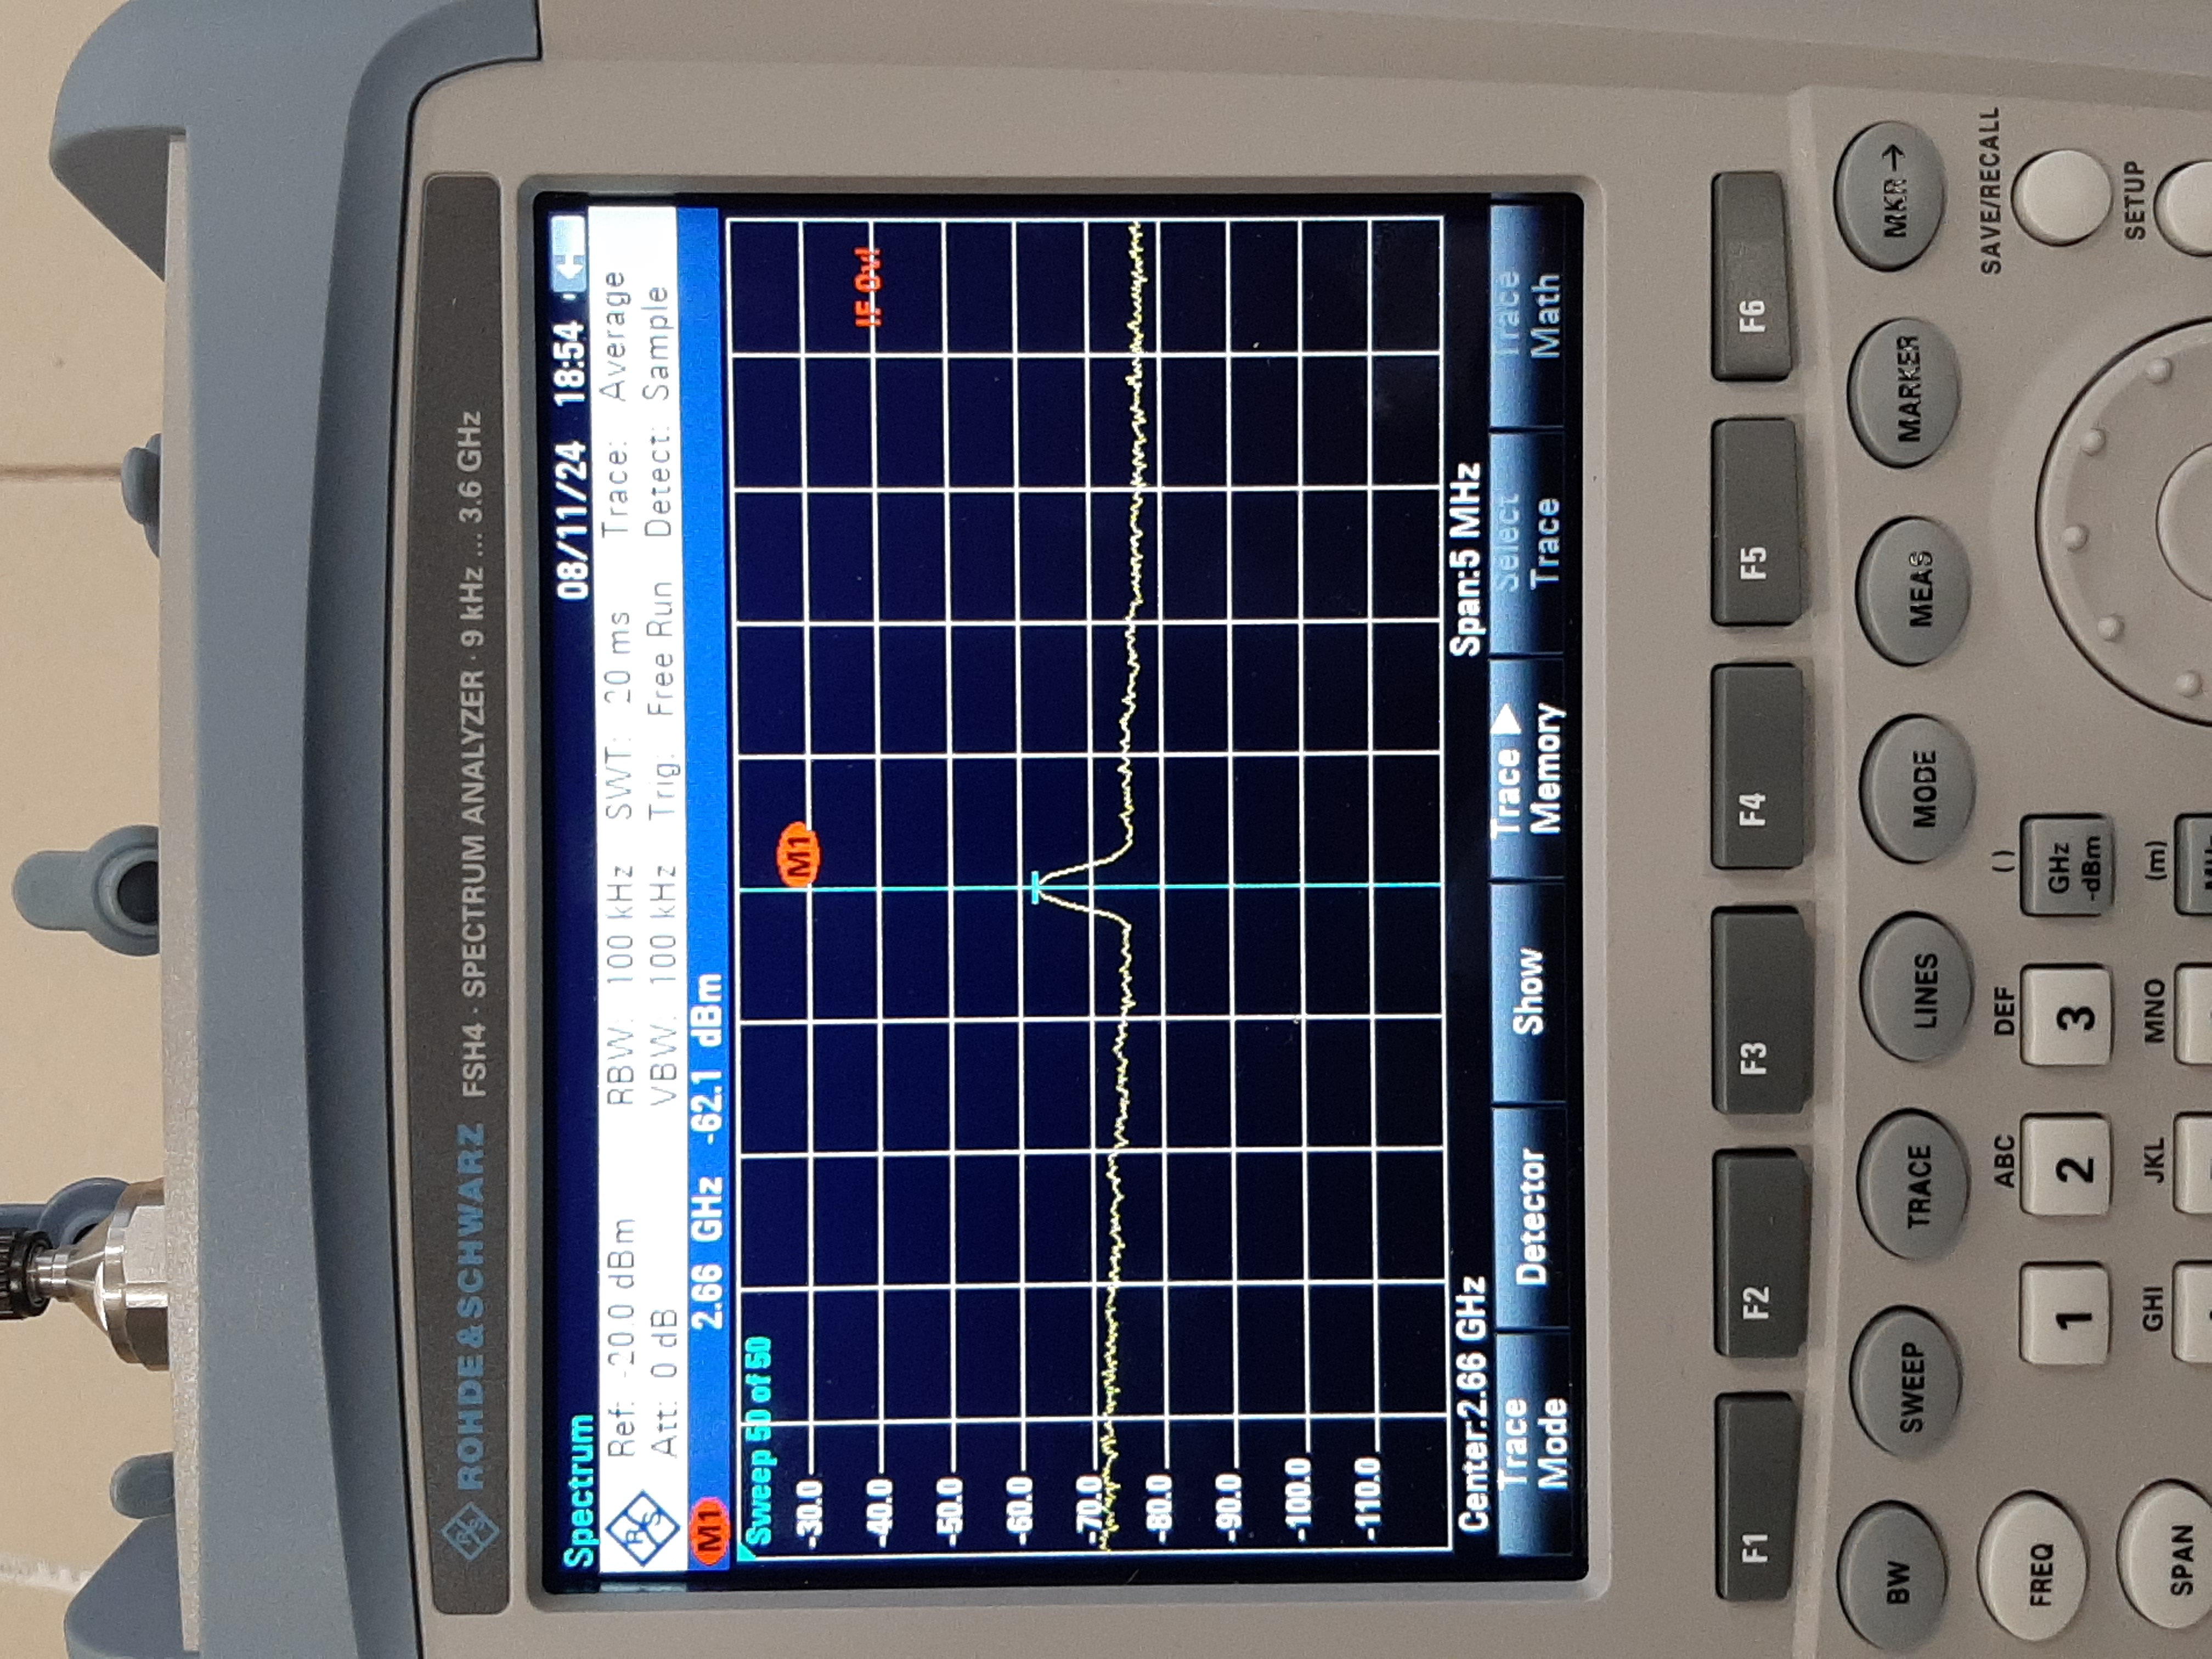 ROHDE & SCHWARZ FSH4 · SPECTRUM ANALYZER · 9 kHz ... 3.6 GHz
Spectrum 08/11/24 18:54
R S
Ref: -20.0 dBm RBW: 100 kHz SWT: 20 ms Trace: Average
Att: 0 dB VBW: 100 kHz Trig: Free Run Detect: Sample
M1 2.66 GHz -62.1 dBm
Sweep 50 of 50
M1
-30.0
IF Ovl
-40.0
-50.0
-60.0
-70.0
-80.0
-90.0
-100.0
-110.0
Center:2.66 GHz Span:5 MHz
Trace Mode
Detector
Show
Trace Memory
Select Trace
Trace Math
F1 F2 F3 F4 F5 F6
BW SWEEP TRACE LINES MODE MEAS MARKER MKR→
SAVE/RECALL
ABC DEF ( )
FREQ 1 2 3 GHz -dBm
SETUP
GHI JKL MNO (m)
SPAN